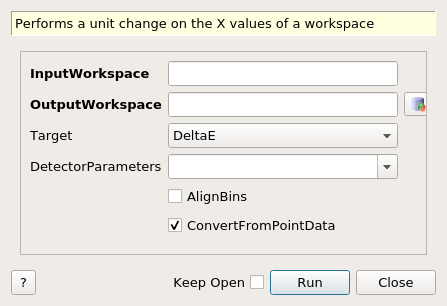 Performs a unit change on the X values of a workspace
InputWorkspace
OutputWorkspace
Target DeltaE
DetectorParameters
AlignBins
ConvertFromPointData
? Keep Open Run Close